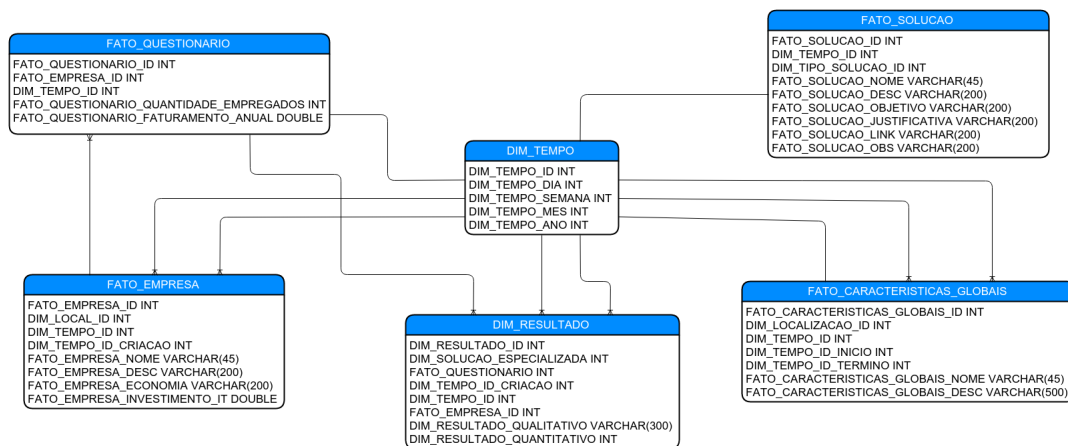 FATO_QUESTIONARIO
FATO_QUESTIONARIO_ID INT
FATO_EMPRESA_ID INT
DIM_TEMPO_ID INT
FATO_QUESTIONARIO_QUANTIDADE_EMPREGADOS INT
FATO_QUESTIONARIO_FATURAMENTO_ANUAL DOUBLE
FATO_SOLUCAO
FATO_SOLUCAO_ID INT
DIM_TEMPO_ID INT
DIM_TIPO_SOLUCAO_ID INT
FATO_SOLUCAO_NOME VARCHAR(45)
FATO_SOLUCAO_DESC VARCHAR(200)
FATO_SOLUCAO_OBJETIVO VARCHAR(200)
FATO_SOLUCAO_JUSTIFICATIVA VARCHAR(200)
FATO_SOLUCAO_LINK VARCHAR(200)
FATO_SOLUCAO_OBS VARCHAR(200)
DIM_TEMPO
DIM_TEMPO_ID INT
DIM_TEMPO_DIA INT
DIM_TEMPO_SEMANA INT
DIM_TEMPO_MES INT
DIM_TEMPO_ANO INT
FATO_EMPRESA
FATO_EMPRESA_ID INT
DIM_LOCAL_ID INT
DIM_TEMPO_ID INT
DIM_TEMPO_ID_CRIACAO INT
FATO_EMPRESA_NOME VARCHAR(45)
FATO_EMPRESA_DESC VARCHAR(200)
FATO_EMPRESA_ECONOMIA VARCHAR(200)
FATO_EMPRESA_INVESTIMENTO_IT DOUBLE
DIM_RESULTADO
DIM_RESULTADO_ID INT
DIM_SOLUCAO_ESPECIALIZADA INT
FATO_QUESTIONARIO INT
DIM_TEMPO_ID_CRIACAO INT
DIM_TEMPO_ID INT
FATO_EMPRESA_ID INT
DIM_RESULTADO_QUALITATIVO VARCHAR(300)
DIM_RESULTADO_QUANTITATIVO INT
FATO_CARACTERISTICAS_GLOBAIS
FATO_CARACTERISTICAS_GLOBAIS_ID INT
DIM_LOCALIZACAO_ID INT
DIM_TEMPO_ID INT
DIM_TEMPO_ID_INICIO INT
DIM_TEMPO_ID_TERMINO INT
FATO_CARACTERISTICAS_GLOBAIS_NOME VARCHAR(45)
FATO_CARACTERISTICAS_GLOBAIS_DESC VARCHAR(500)